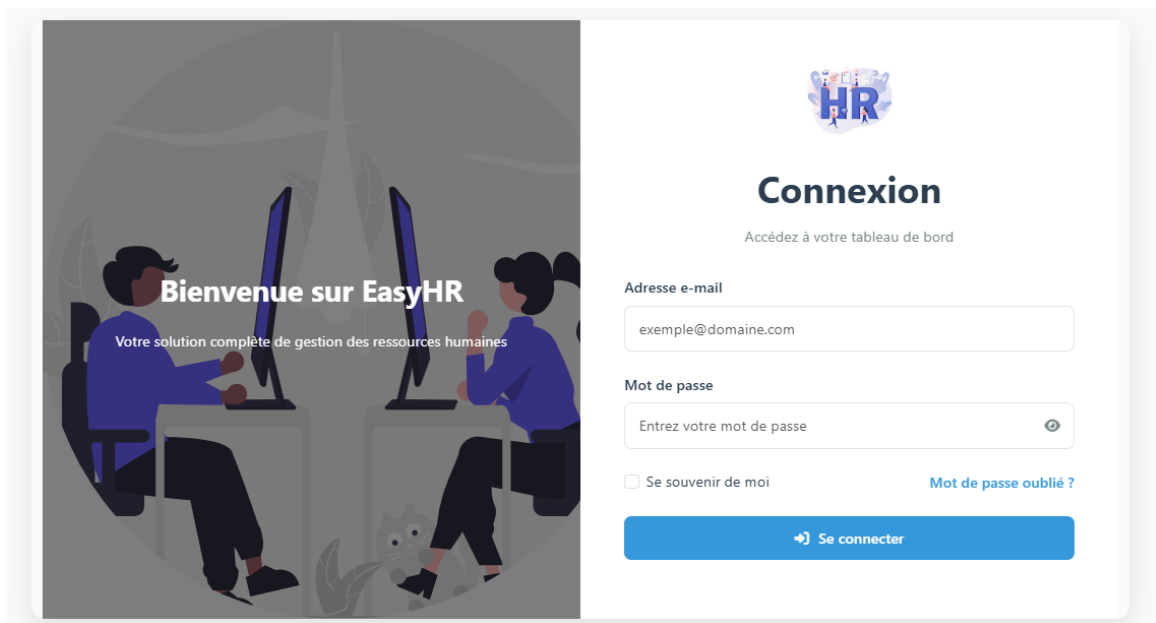 Bienvenue sur EasyHR
Votre solution complète de gestion des ressources humaines
HR
Connexion
Accédez à votre tableau de bord
Adresse e-mail
exemple@domaine.com
Mot de passe
Entrez votre mot de passe
Se souvenir de moi
Mot de passe oublié ?
Se connecter